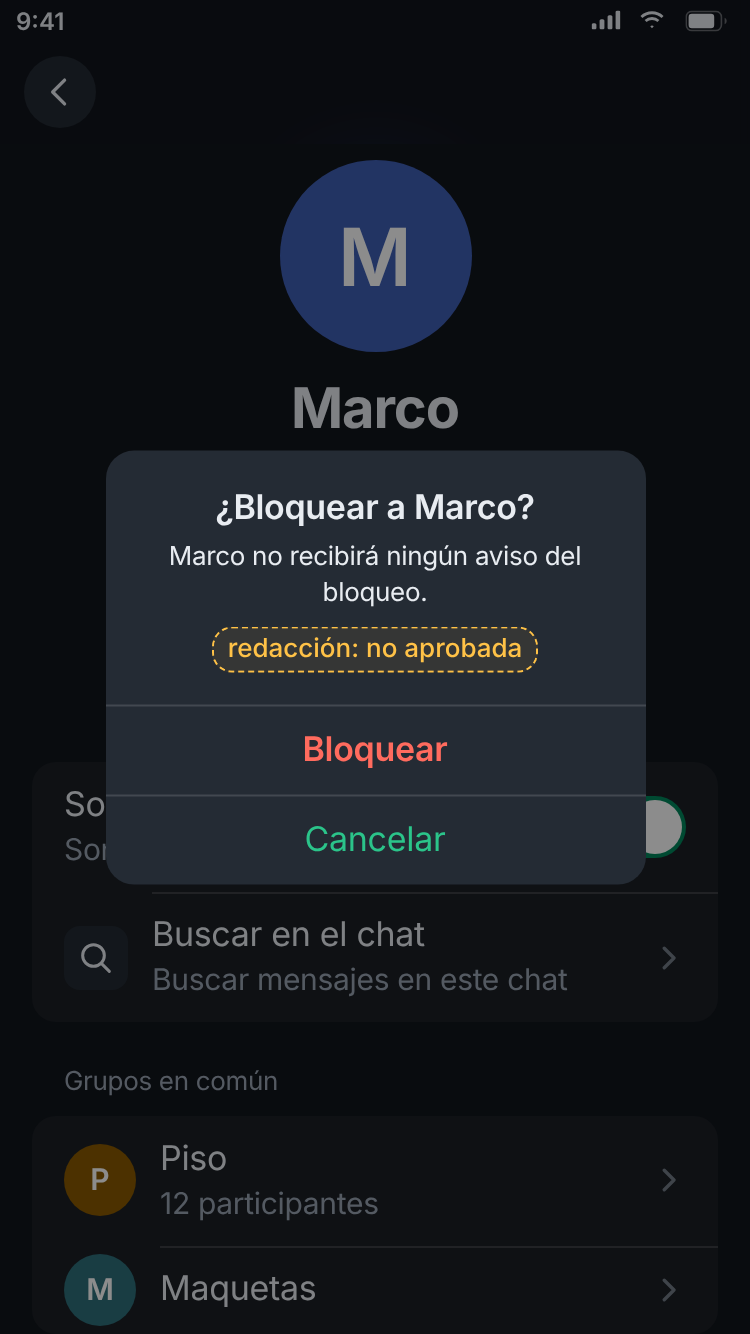 9:41
M
Marco
¿Bloquear a Marco?
Marco no recibirá ningún aviso del
bloqueo.
redacción: no aprobada
Bloquear
Cancelar
Buscar en el chat
Buscar mensajes en este chat
Grupos en común
P
Piso
12 participantes
M
Maquetas